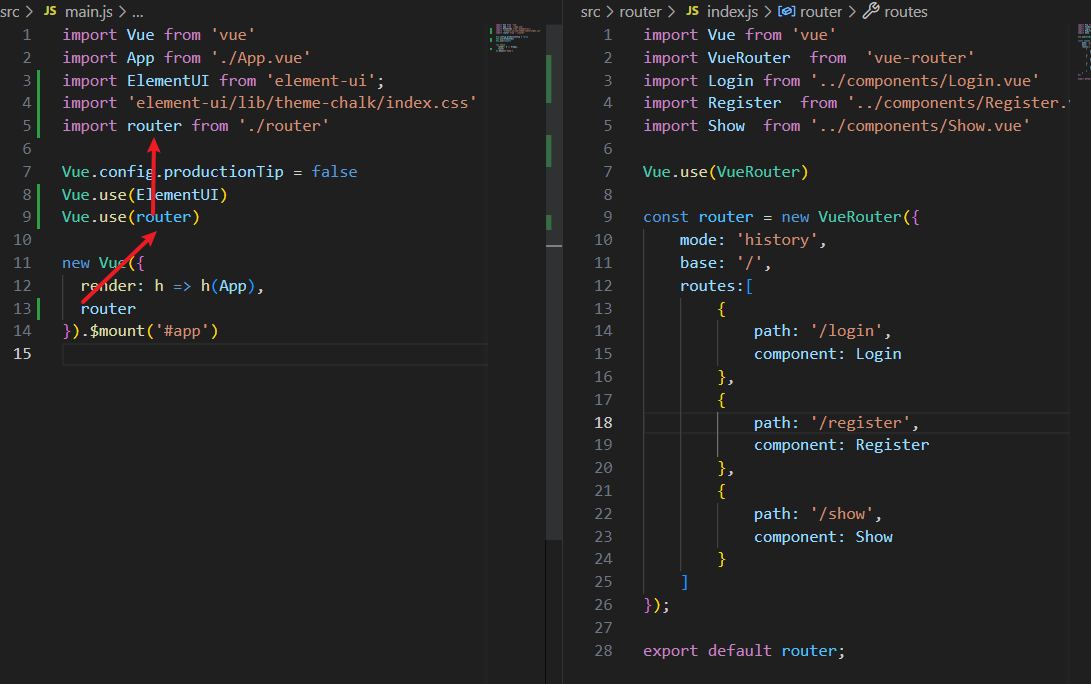 src > JS main.js > ...
1 import Vue from 'vue'
2 import App from './App.vue'
3 import ElementUI from 'element-ui';
4 import 'element-ui/lib/theme-chalk/index.css'
5 import router from './router'
6
7 Vue.config.productionTip = false
8 Vue.use(ElementUI)
9 Vue.use(router)
10
11 new Vue({
12 render: h => h(App),
13 router
14 }).$mount('#app')
15
src > router > JS index.js > router > routes
1 import Vue from 'vue'
2 import VueRouter from 'vue-router'
3 import Login from '../components/Login.vue'
4 import Register from '../components/Register.
5 import Show from '../components/Show.vue'
6
7 Vue.use(VueRouter)
8
9 const router = new VueRouter({
10 mode: 'history',
11 base: '/',
12 routes:[
13 {
14 path: '/login',
15 component: Login
16 },
17 {
18 path: '/register',
19 component: Register
20 },
21 {
22 path: '/show',
23 component: Show
24 }
25 ]
26 });
27
28 export default router;